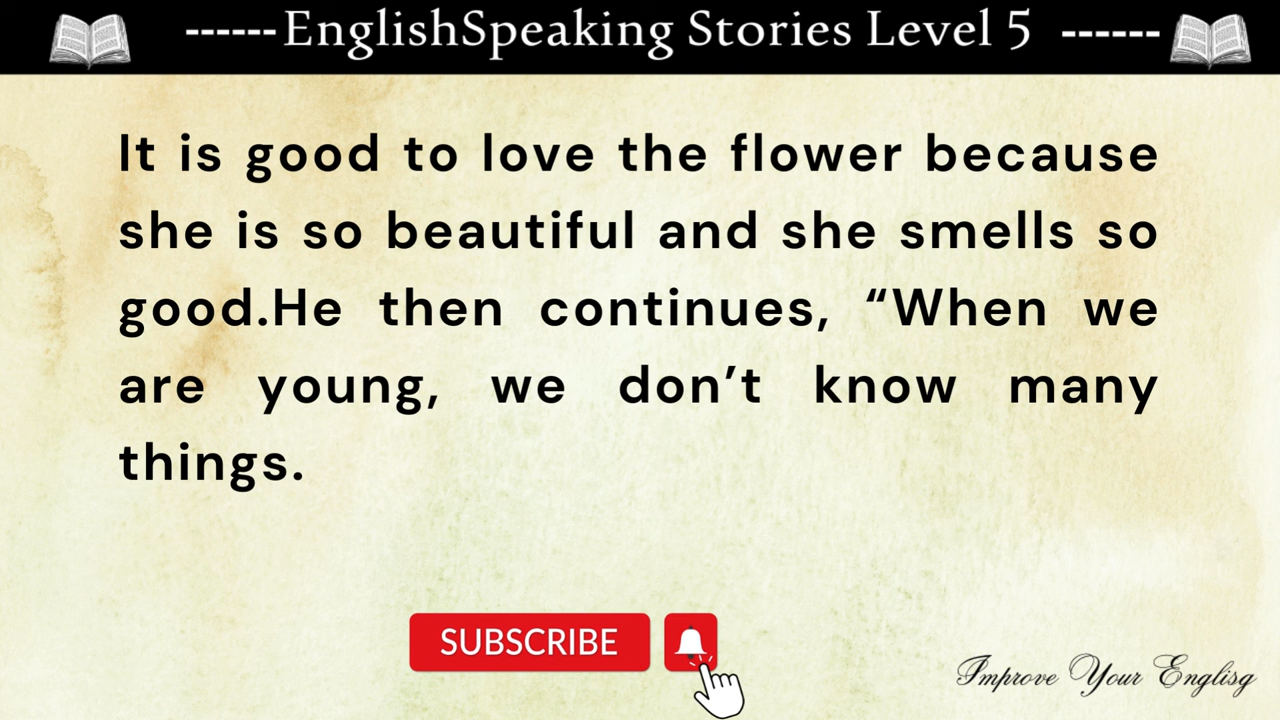 ------EnglishSpeaking Stories Level 5 ------
It is good to love the flower because
she is so beautiful and she smells so
good.He then continues, “When we
are young, we don’t know many
things.
SUBSCRIBE
Improve Your Englisg